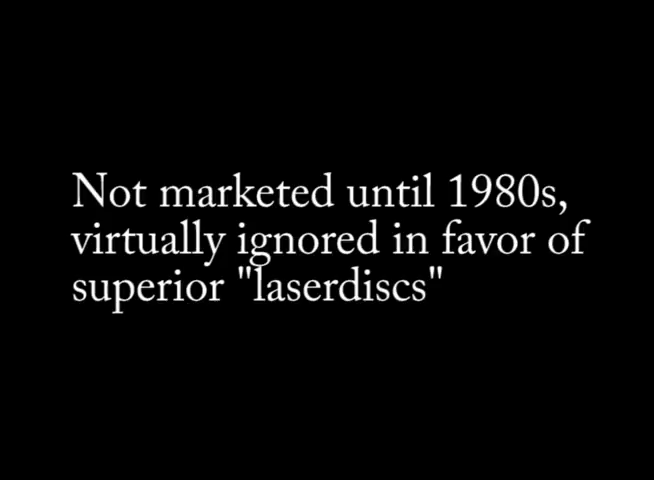 Not marketed until 1980s,
virtually ignored in favor of
superior "laserdiscs"